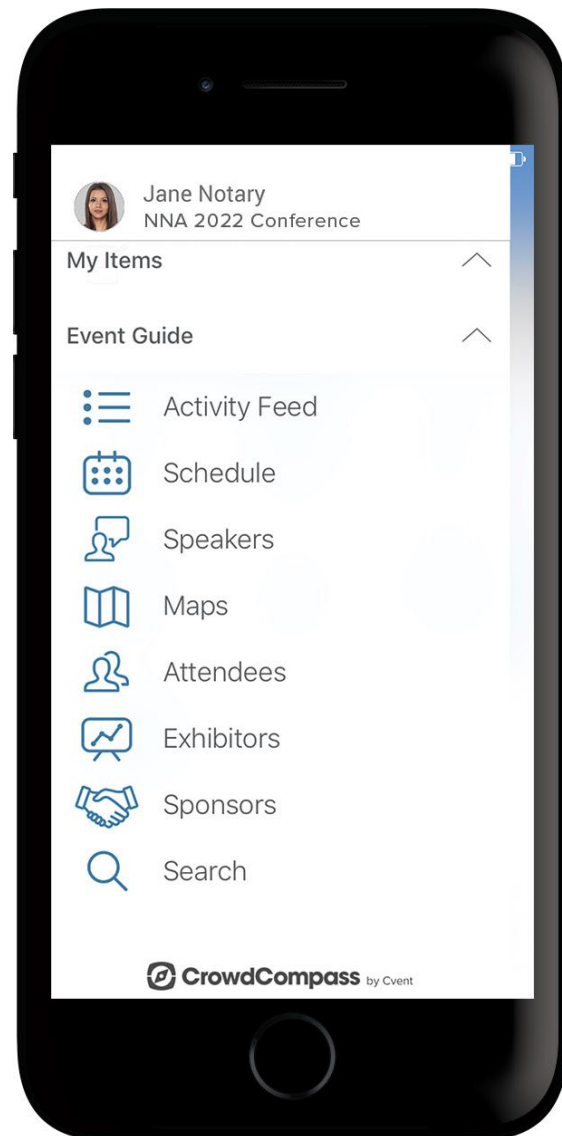 Jane Notary
NNA 2022 Conference
My Items
Event Guide
Activity Feed
Schedule
Speakers
Maps
Attendees
Exhibitors
Sponsors
Search
CrowdCompass by Cvent